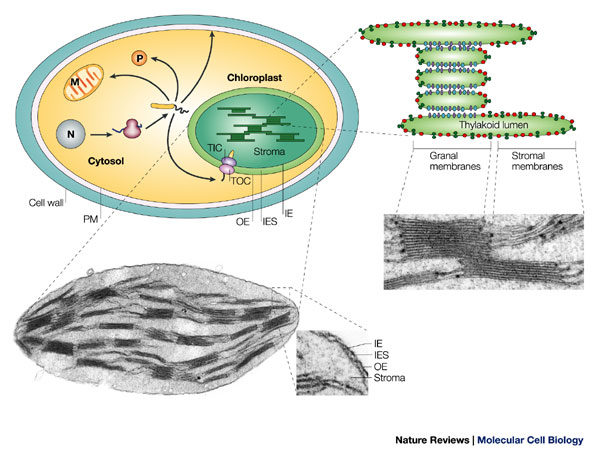 P
M
Chloroplast
N
TIC
Stroma
Cytosol
TOC
Cell wall
PM
OE
IES
IE
Thylakoid lumen
Granal
membranes
Stromal
membranes
IE
IES
OE
Stroma
Nature Reviews | Molecular Cell Biology